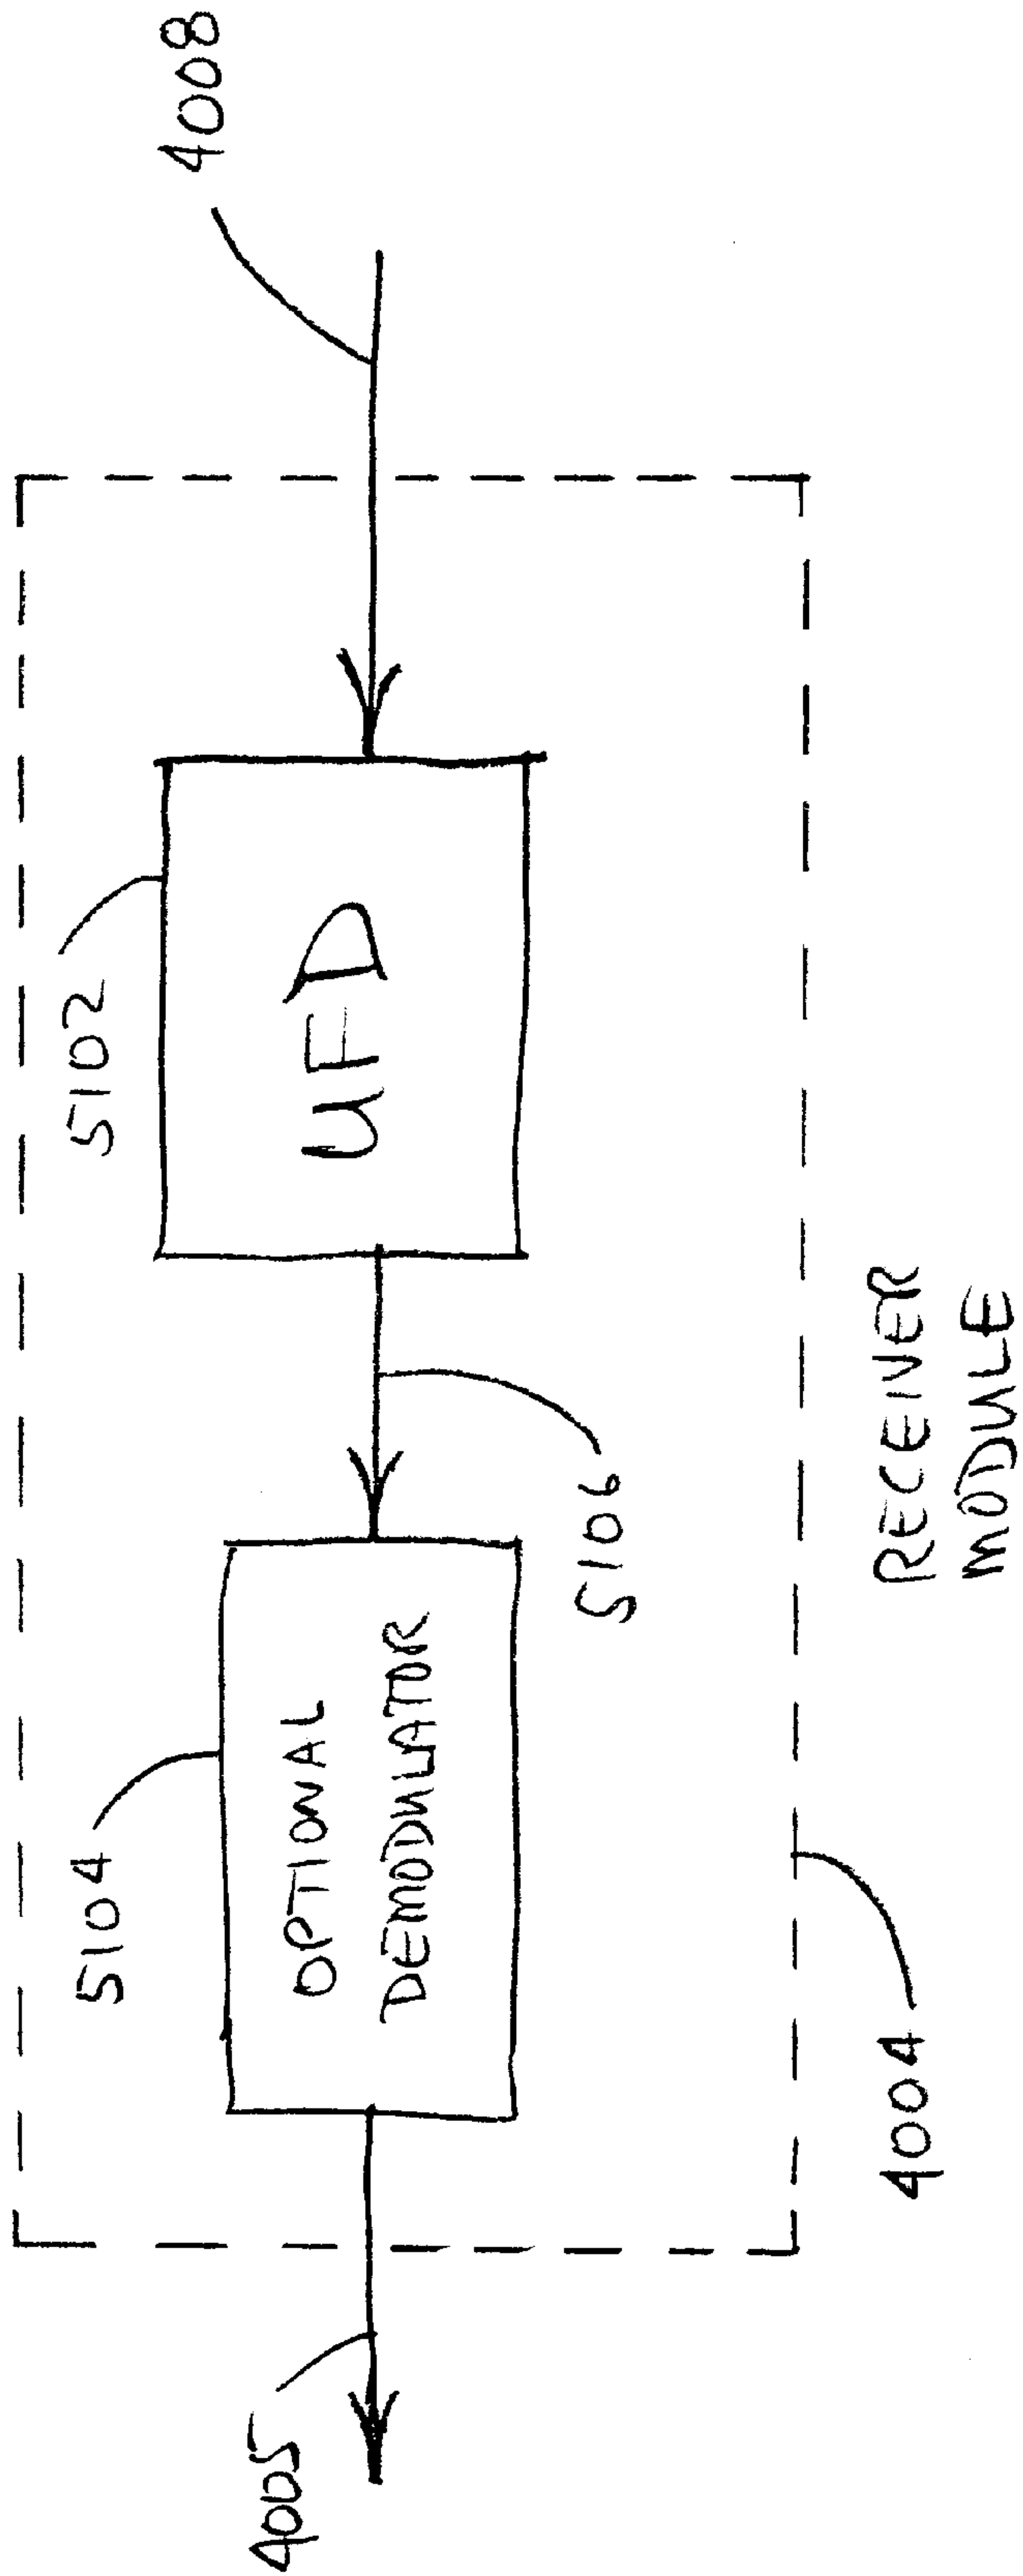 4008
5102
UFD
5106
5104
OPTIONAL
DEMODULATOR
4005
4004
RECEIVER
MODULE